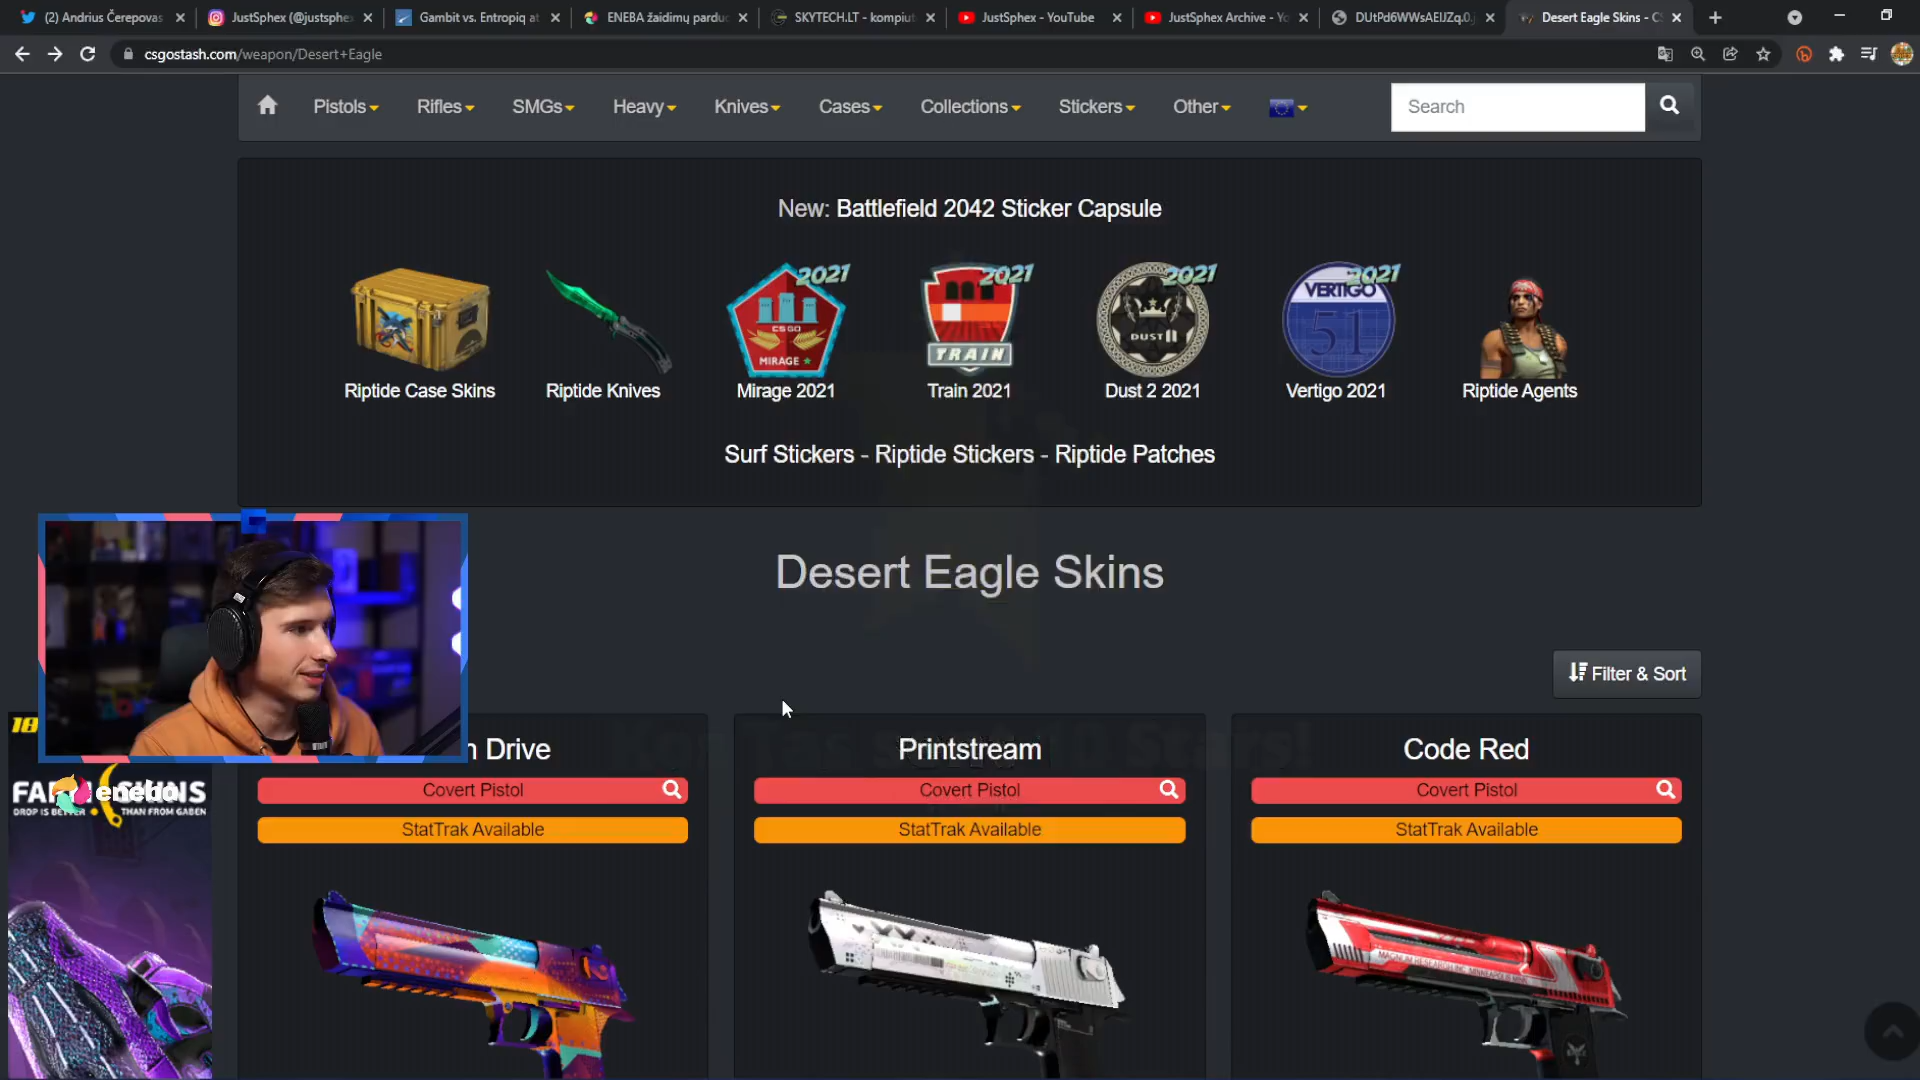 (2) Andrius Čerepovas
JustSphex (@justsphe
Gambit vs. Entropiq at
ENEBA žaidimų pardu
SKYTECH.LT - kompiut
JustSphex - YouTube
JustSphex Archive - Yo
DUtPd6WWsAEIJZq.0.j
Desert Eagle Skins - C
csgostash.com/weapon/Desert+Eagle
Pistols Rifles SMGs Heavy Knives Cases Collections Stickers Other
Search
New: Battlefield 2042 Sticker Capsule
2021
CS GO
MIRAGE
2021
TRAIN
2021
DUST II
2021
VERTIGO
51
Riptide Case Skins
Riptide Knives
Mirage 2021
Train 2021
Dust 2 2021
Vertigo 2021
Riptide Agents
Surf Stickers - Riptide Stickers - Riptide Patches
Desert Eagle Skins
Filter & Sort
18
Drive
Printstream
Code Red
Covert Pistol
Covert Pistol
Covert Pistol
StatTrak Available
StatTrak Available
StatTrak Available
eneba
SKINS
DROP IS BETTER
THAN FROM GABEN